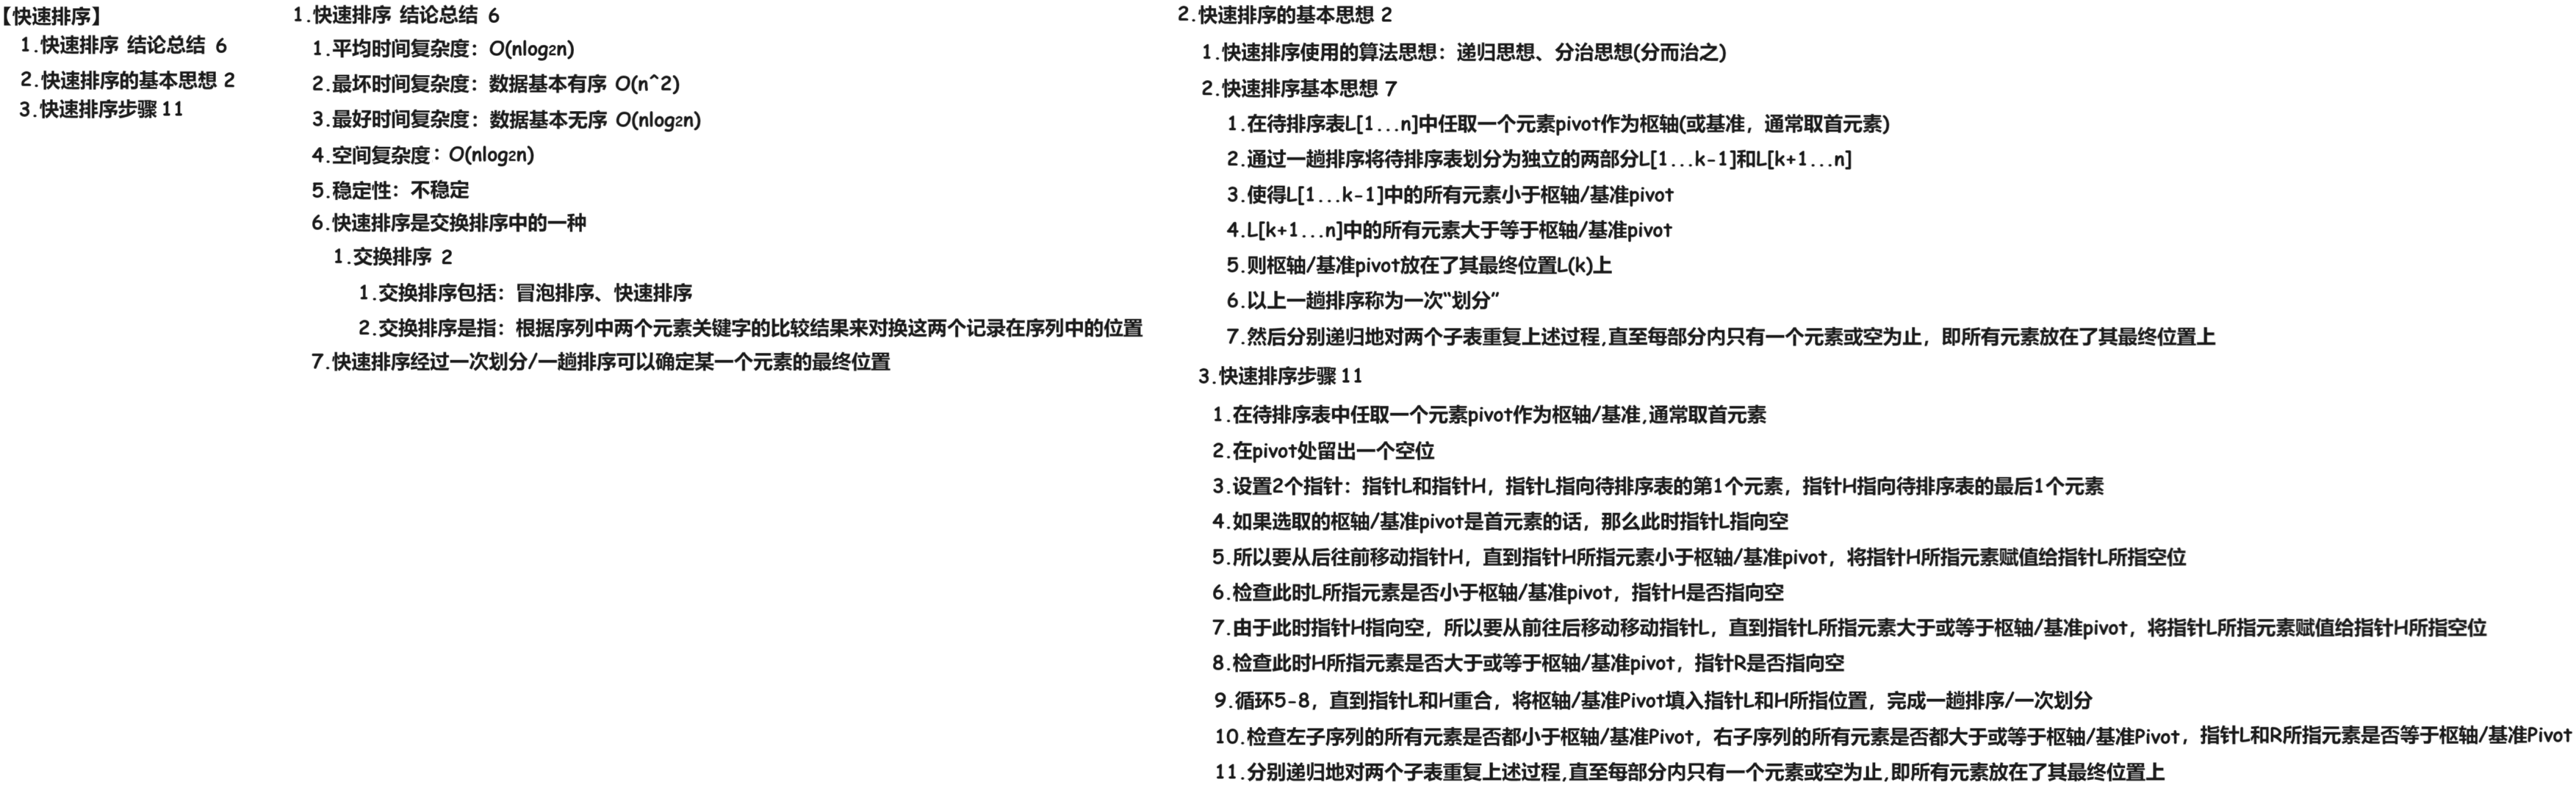 【快速排序】
1.快速排序 结论总结 6
2.快速排序的基本思想 2
3.快速排序步骤 11
1.快速排序 结论总结 6
1.平均时间复杂度：O(nlog2n)
2.最坏时间复杂度：数据基本有序 O(n^2)
3.最好时间复杂度：数据基本无序 O(nlog2n)
4.空间复杂度：O(nlog2n)
5.稳定性：不稳定
6.快速排序是交换排序中的一种
1.交换排序 2
1.交换排序包括：冒泡排序、快速排序
2.交换排序是指：根据序列中两个元素关键字的比较结果来对换这两个记录在序列中的位置
7.快速排序经过一次划分/一趟排序可以确定某一个元素的最终位置
2.快速排序的基本思想 2
1.快速排序使用的算法思想：递归思想、分治思想(分而治之)
2.快速排序基本思想 7
1.在待排序表L[1...n]中任取一个元素pivot作为枢轴(或基准，通常取首元素)
2.通过一趟排序将待排序表划分为独立的两部分L[1...k-1]和L[k+1...n]
3.使得L[1...k-1]中的所有元素小于枢轴/基准pivot
4.L[k+1...n]中的所有元素大于等于枢轴/基准pivot
5.则枢轴/基准pivot放在了其最终位置L(k)上
6.以上一趟排序称为一次“划分”
7.然后分别递归地对两个子表重复上述过程,直至每部分内只有一个元素或空为止，即所有元素放在了其最终位置上
3.快速排序步骤 11
1.在待排序表中任取一个元素pivot作为枢轴/基准,通常取首元素
2.在pivot处留出一个空位
3.设置2个指针：指针L和指针H，指针L指向待排序表的第1个元素，指针H指向待排序表的最后1个元素
4.如果选取的枢轴/基准pivot是首元素的话，那么此时指针L指向空
5.所以要从后往前移动指针H，直到指针H所指元素小于枢轴/基准pivot，将指针H所指元素赋值给指针L所指空位
6.检查此时L所指元素是否小于枢轴/基准pivot，指针H是否指向空
7.由于此时指针H指向空，所以要从前往后移动移动指针L，直到指针L所指元素大于或等于枢轴/基准pivot，将指针L所指元素赋值给指针H所指空位
8.检查此时H所指元素是否大于或等于枢轴/基准pivot，指针R是否指向空
9.循环5-8，直到指针L和H重合，将枢轴/基准Pivot填入指针L和H所指位置，完成一趟排序/一次划分
10.检查左子序列的所有元素是否都小于枢轴/基准Pivot，右子序列的所有元素是否都大于或等于枢轴/基准Pivot，指针L和R所指元素是否等于枢轴/基准Pivot
11.分别递归地对两个子表重复上述过程,直至每部分内只有一个元素或空为止,即所有元素放在了其最终位置上